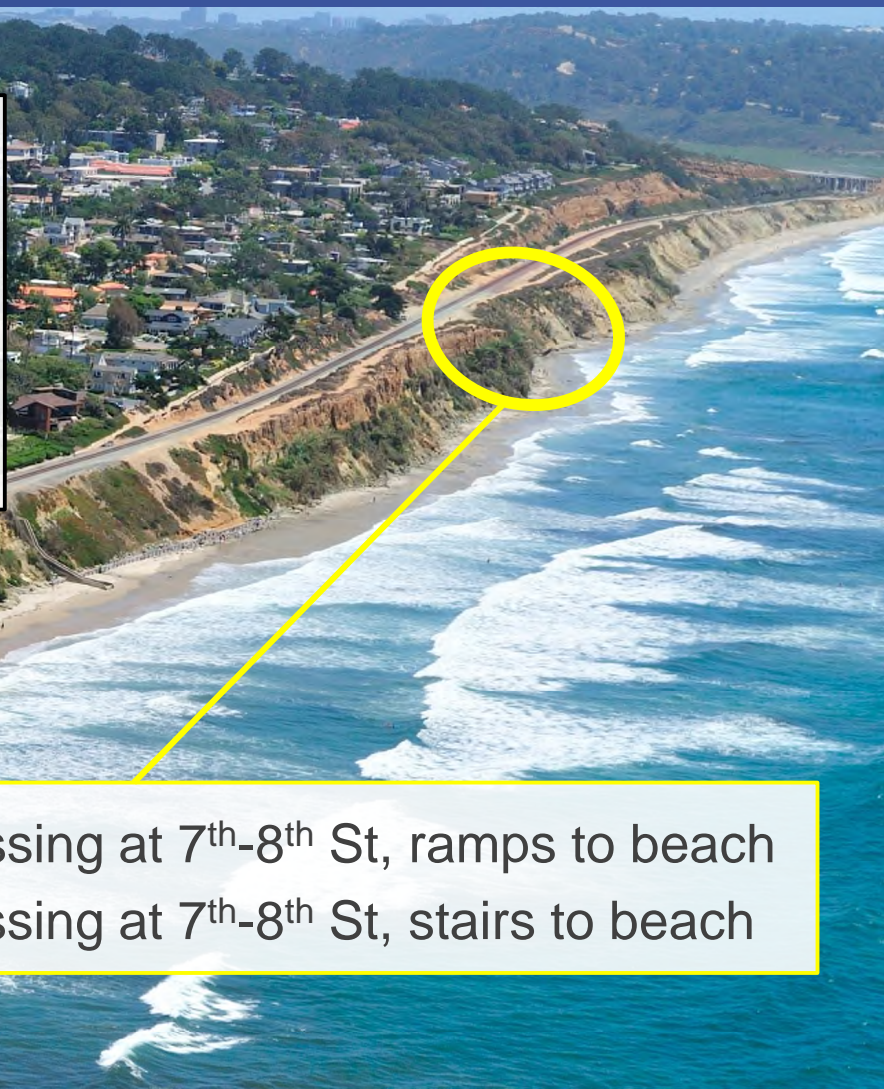 ssing at 7th-8th St, ramps to beach
ssing at 7th-8th St, stairs to beach